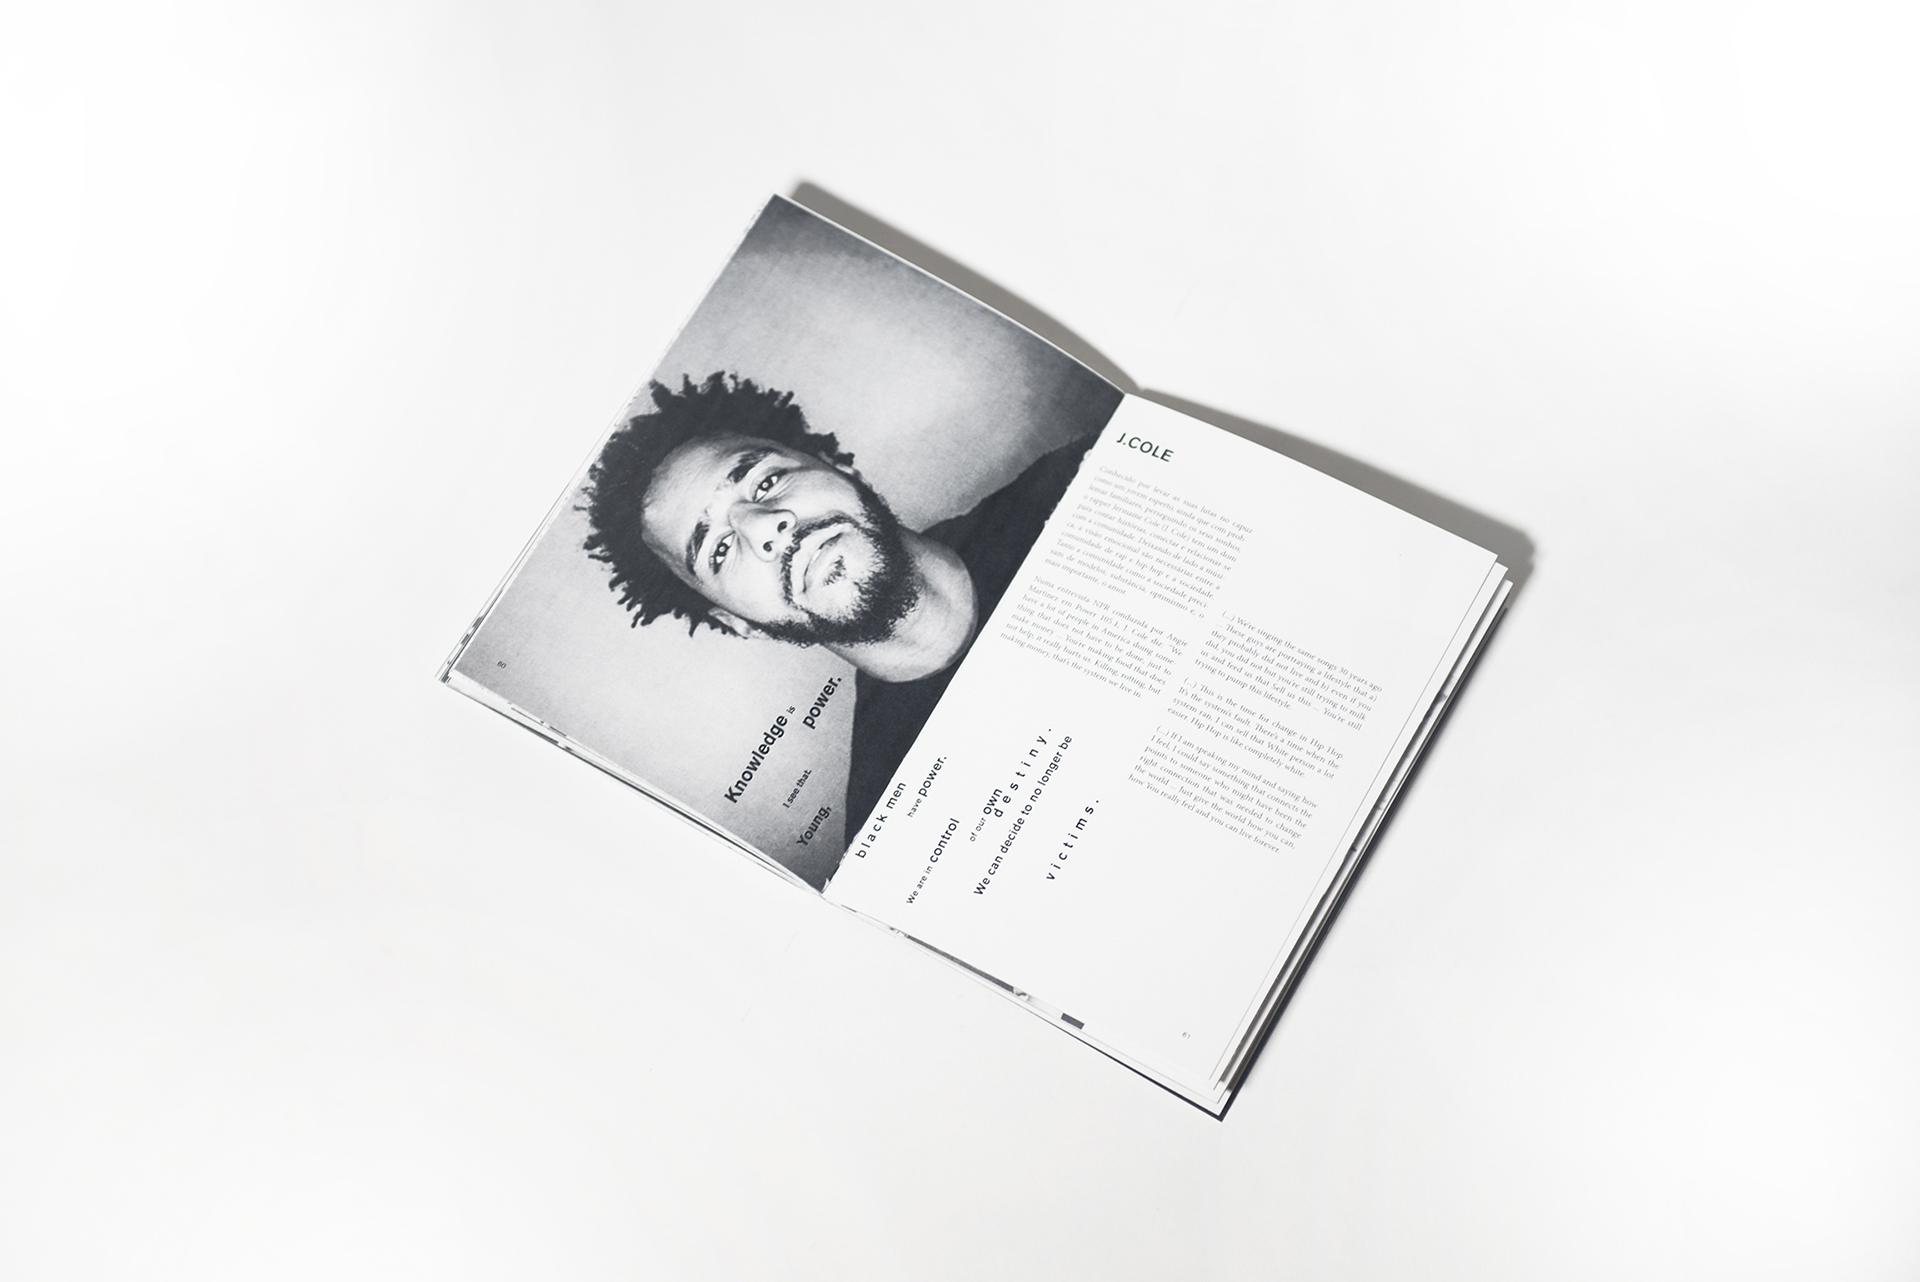 60
Knowledge is
power.
I see that.
Young,
black men
have power.
We are in control
of our own
destiny.
We can decide to no longer be
victims.
J.COLE
Conhecido por levar as suas lutas no capuz
como um jovem esperto, ainda que com prob-
lemas familiares, perseguindo os seus sonhos,
o rapper Jermaine Cole (J. Cole) tem um dom
para contar histórias, conectar e relacionar-se
com a comunidade. Deixando de lado a músi-
ca, a visão emocional são necessárias entre a
comunidade de rap e hip hop e a sociedade.
Tanto a comunidade como a sociedade preci-
sam de modelos, substância, optimismo e, o
mais importante, o amor.
Numa entrevista NPR conduzida por Angie
Martinez em Power 105.1, J. Cole diz: "We
have a lot of people in America doing some-
thing that does not have to be done, just to
make money — You're making food that does
not help, it really hurts us. Killing, rotting, but
making money, that's the system we live in.
(...) We're singing the same songs 30 years ago
— These guys are portraying a lifestyle that a)
they probably did not live and b) even if you
did, you did not but you're still trying to milk
us and feed us that. Sell us this — You're still
trying to pump this lifestyle.
(...) This is the time for change in Hip Hop
It's the system's fault. There's a time when the
system ran, I can sell that White person a lot
easier. Hip Hop is like completely white.
(...) If I am speaking my mind and saying how
I feel, I could say something that connects the
points to someone who might have been the
right connection that was needed to change
the world — Just give the world how you can,
how You really feel and you can live forever.
61